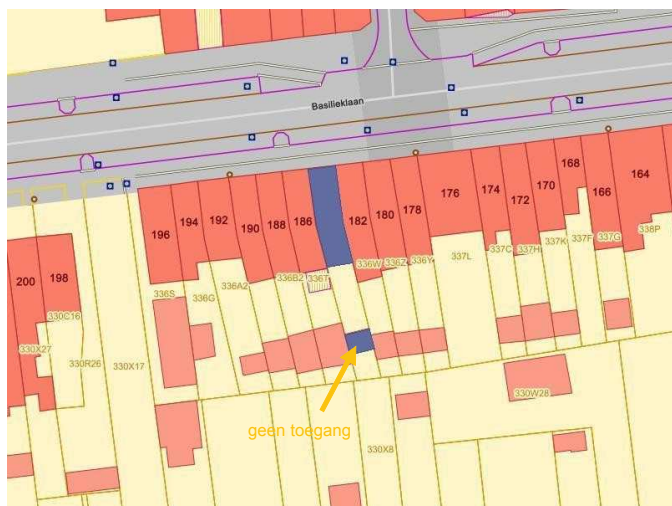 Basilieklaan
168
164
170
166
174
176
172
178
180
182
186
188
190
192
194
196
338P
337G
337F
337K
337H
337C
337L
336Y
336Z
336W
336T
336B2
336A2
336G
336S
200
198
330C16
330X27
330R26
330X17
330W28
geen toegang
330X8